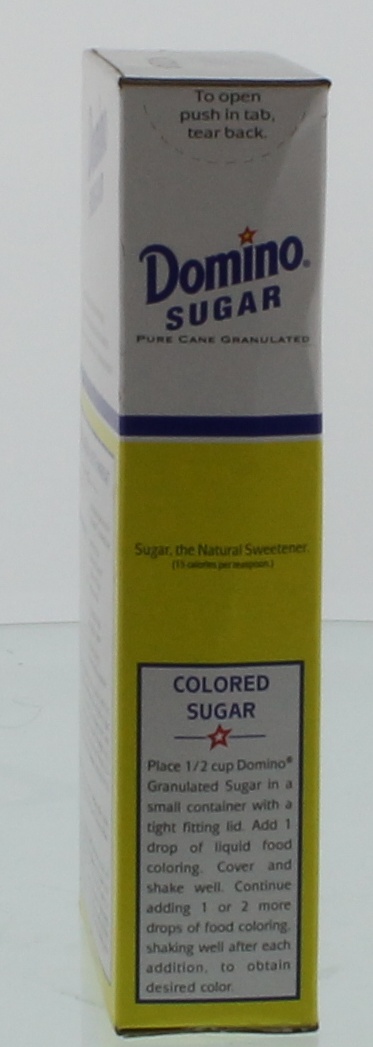 To open
push in tab,
tear back.
Domino®
SUGAR
PURE CANE GRANULATED
Sugar, the Natural Sweetener.
(15 calories per teaspoon.)
COLORED
SUGAR
Place 1/2 cup Domino®
Granulated Sugar in a
small container with a
tight fitting lid. Add 1
drop of liquid food
coloring. Cover and
shake well. Continue
adding 1 or 2 more
drops of food coloring,
shaking well after each
addition, to obtain
desired color.